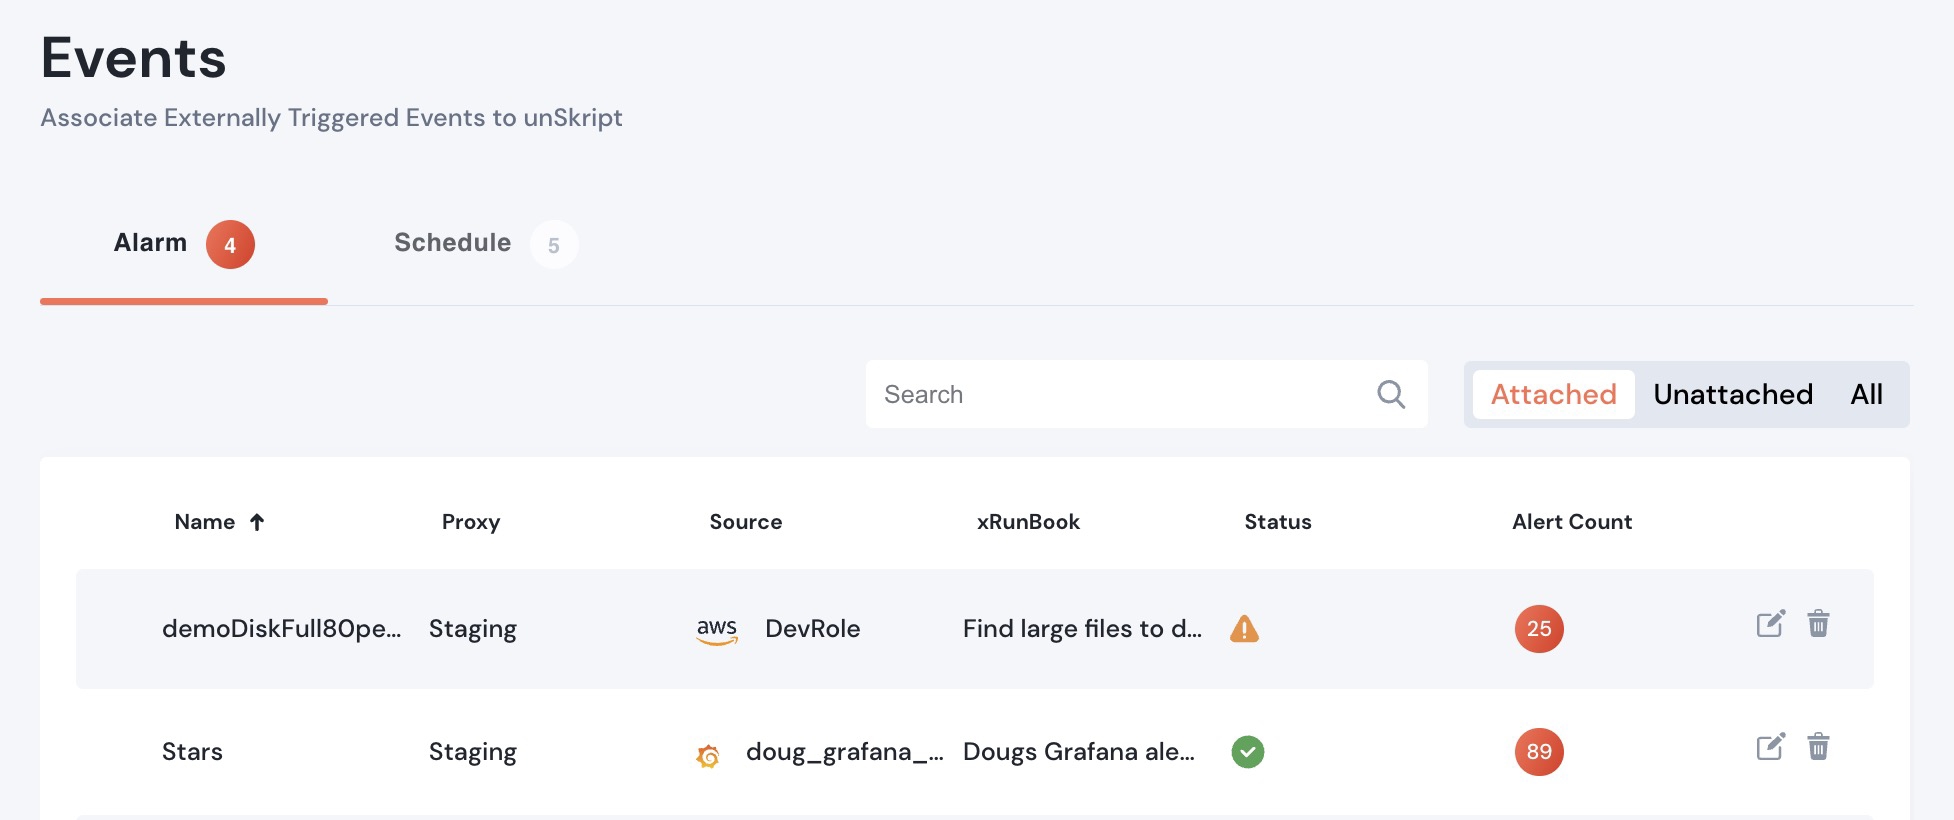 Events
Associate Externally Triggered Events to unSkript
Alarm 4 Schedule 5
Search Attached Unattached All
Name Proxy Source xRunBook Status Alert Count
demoDiskFull80pe... Staging aws DevRole Find large files to d... 25
Stars Staging doug_grafana_... Dougs Grafana ale... 89